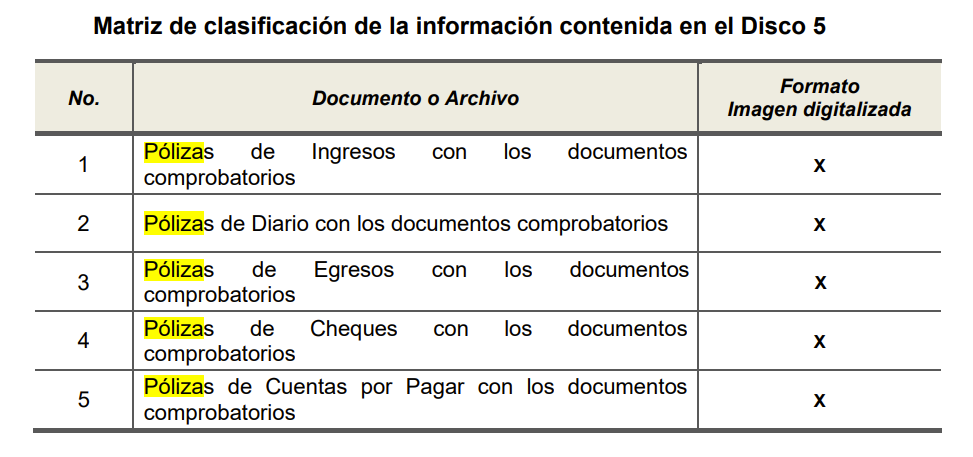 Matriz de clasificación de la información contenida en el Disco 5
No.
Documento o Archivo
Formato
Imagen digitalizada
1
Pólizas de Ingresos con los documentos
comprobatorios
X
2
Pólizas de Diario con los documentos comprobatorios
X
3
Pólizas de Egresos con los documentos
comprobatorios
X
4
Pólizas de Cheques con los documentos
comprobatorios
X
5
Pólizas de Cuentas por Pagar con los documentos
comprobatorios
X